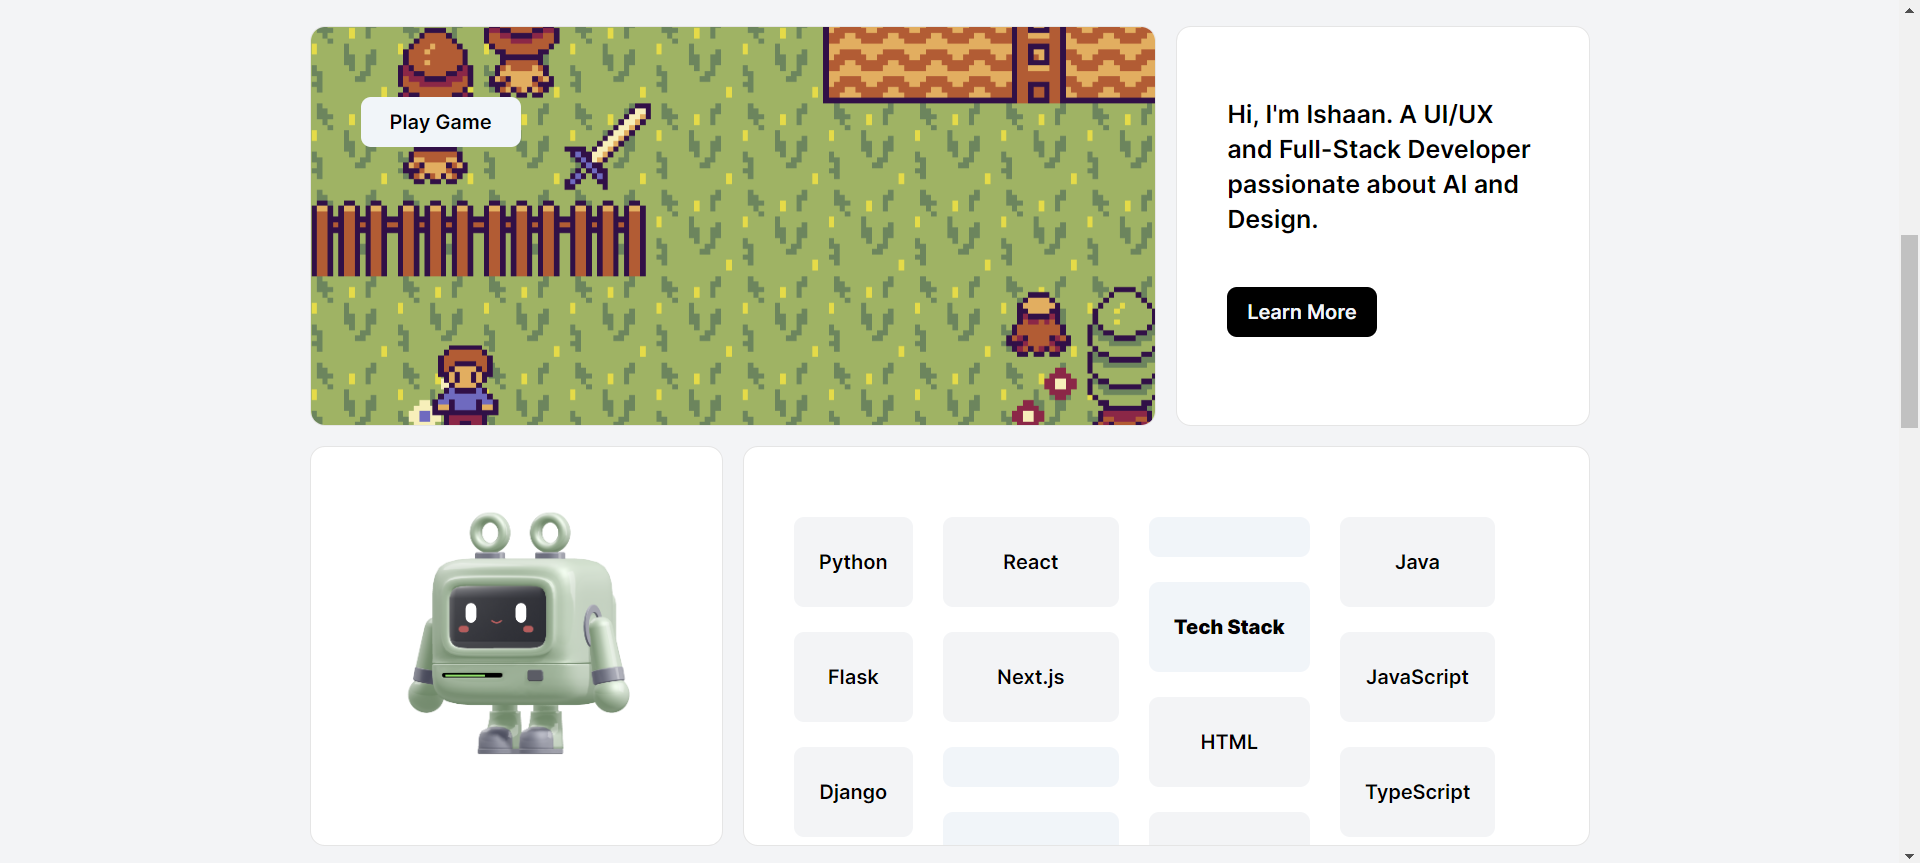 Play Game
Hi, I'm Ishaan. A UI/UX
and Full-Stack Developer
passionate about AI and
Design.
Learn More
Python
React
Java
Tech Stack
Flask
Next.js
JavaScript
HTML
Django
TypeScript